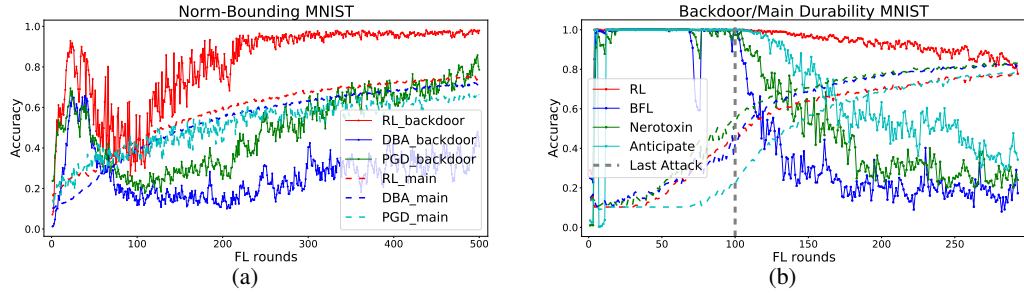 Norm-Bounding MNIST
1.0
0.8
0.6
0.4
0.2
0.0
Accuracy
RL_backdoor
DBA_backdoor
PGD_backdoor
RL_main
DBA_main
PGD_main
0 100 200 300 400 500
FL rounds
(a)
Backdoor/Main Durability MNIST
1.0
0.8
0.6
0.4
0.2
0.0
Accuracy
RL
BFL
Nerotoxin
Anticipate
Last Attack
0 50 100 150 200 250
FL rounds
(b)